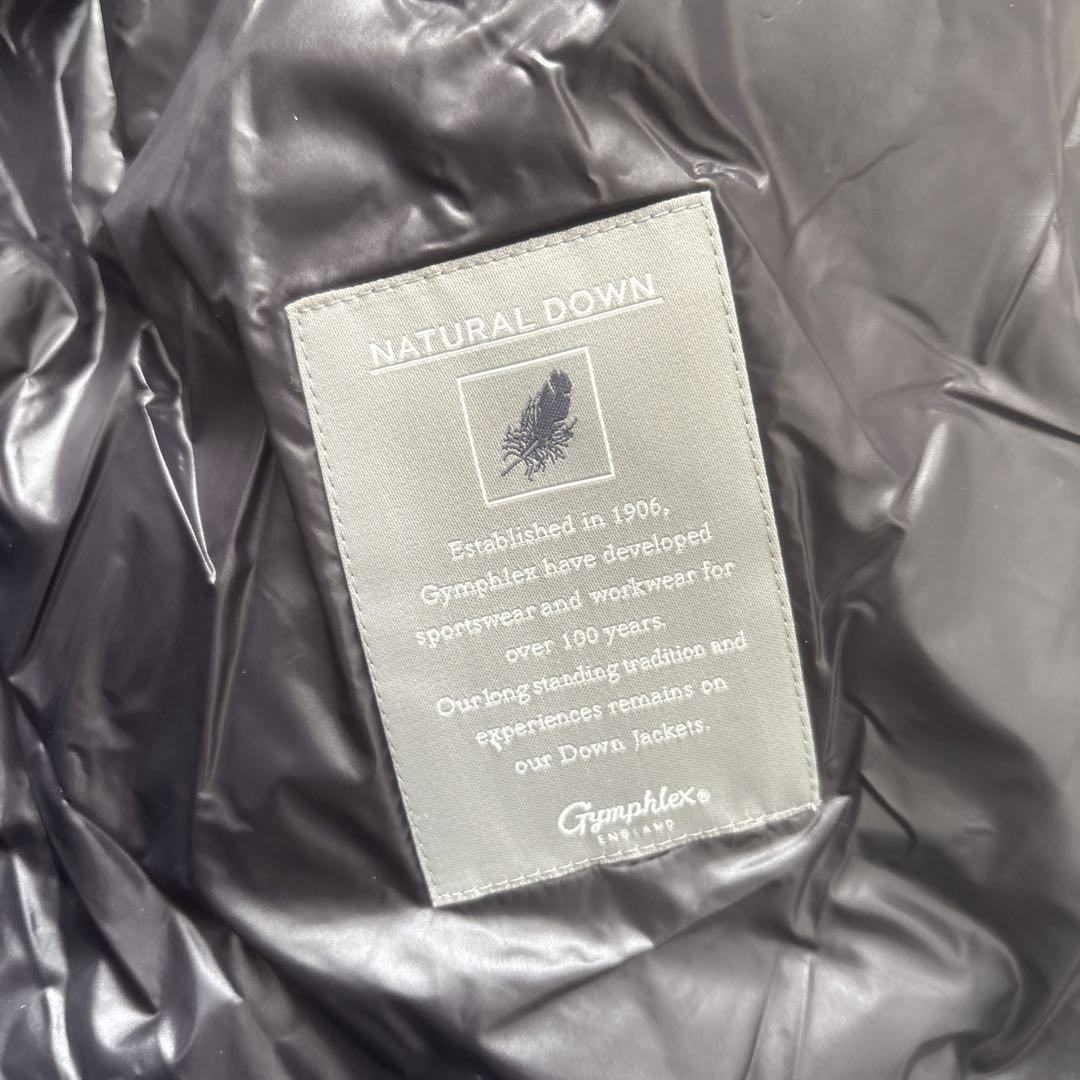 NATURAL DOWN
Established in 1906,
Gymphlex have developed
sportswear and workwear for
over 100 years.
Our long standing tradition and
experiences remains on
our Down Jackets.
Gymphlex®
ENGLAND